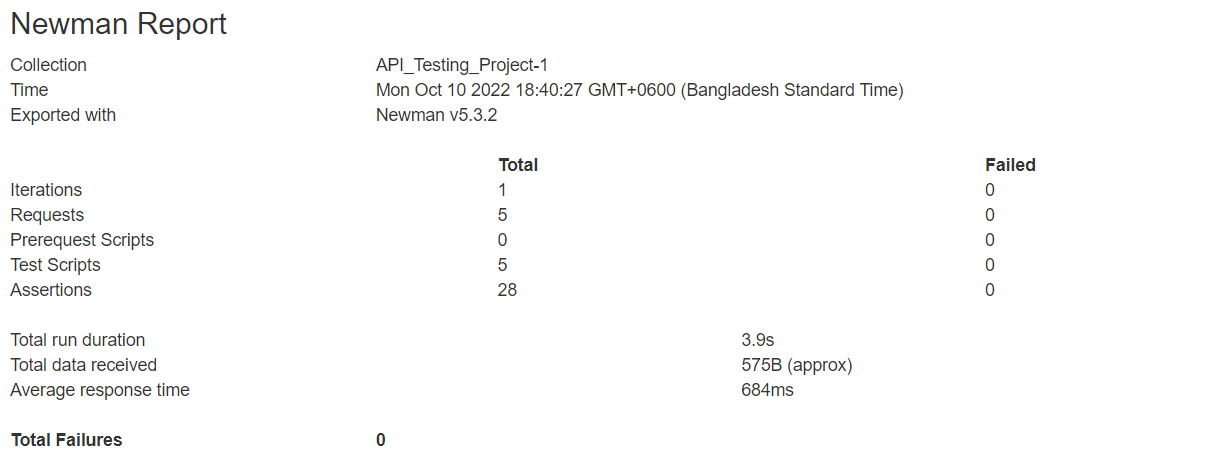 Newman Report
Collection API_Testing_Project-1
Time Mon Oct 10 2022 18:40:27 GMT+0600 (Bangladesh Standard Time)
Exported with Newman v5.3.2
Total Failed
Iterations 1 0
Requests 5 0
Prerequest Scripts 0 0
Test Scripts 5 0
Assertions 28 0
Total run duration 3.9s
Total data received 575B (approx)
Average response time 684ms
Total Failures 0